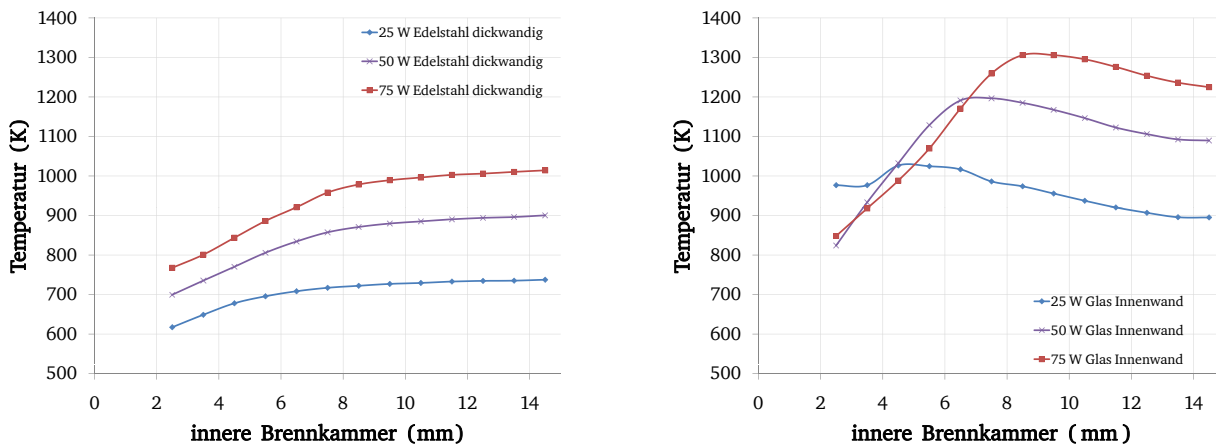 1400
1300
1200
1100
1000
900
800
700
600
500
Temperatur (K)
25 W Edelstahl dickwandig
50 W Edelstahl dickwandig
75 W Edelstahl dickwandig
0 2 4 6 8 10 12 14
innere Brennkammer (mm)
1400
1300
1200
1100
1000
900
800
700
600
500
Temperatur (K)
25 W Glas Innenwand
50 W Glas Innenwand
75 W Glas Innenwand
0 2 4 6 8 10 12 14
innere Brennkammer (mm )